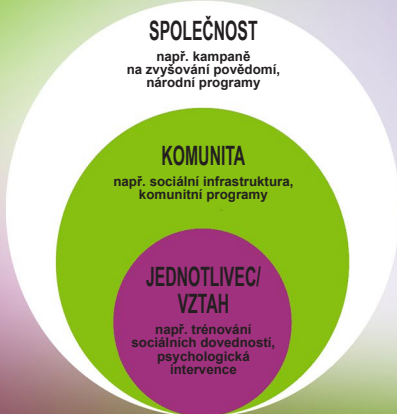 SPOLEČNOST
např. kampaně
na zvyšování povědomí,
národní programy
KOMUNITA
např. sociální infrastruktura,
komunitní programy
JEDNOTLIVEC/
VZTAH
např. trénování
sociálních dovedností,
psychologická
intervence